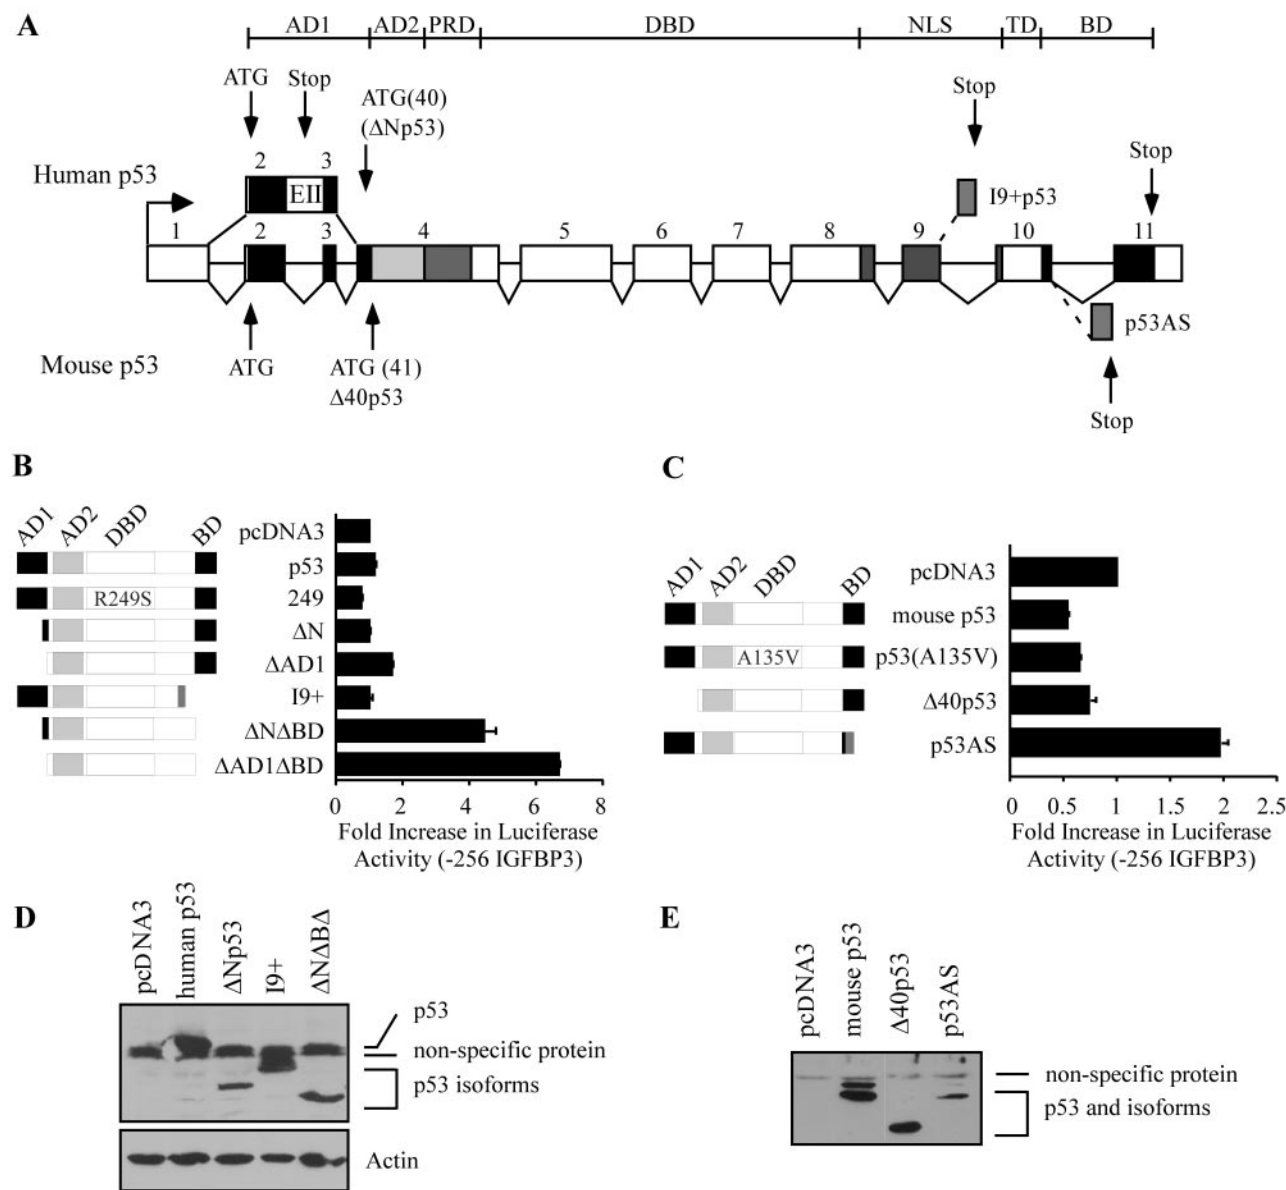 A
AD1 AD2 PRD DBD NLS TD BD
ATG Stop ATG(40)
(ΔNp53)
Stop
Stop
Human p53
2 EII 3
I9+p53
1 2 3 4 5 6 7 8 9 10 11
p53AS
Mouse p53
ATG
ATG (41)
Δ40p53
Stop
B
AD1 AD2 DBD BD
pcDNA3
p53
R249S 249
ΔN
ΔAD1
I9+
ΔNΔBD
ΔAD1ΔBD
0 2 4 6 8
Fold Increase in Luciferase
Activity (-256 IGFBP3)
C
AD1 AD2 DBD BD
pcDNA3
mouse p53
A135V p53(A135V)
Δ40p53
p53AS
0 0.5 1 1.5 2 2.5
Fold Increase in Luciferase
Activity (-256 IGFBP3)
D
pcDNA3
human p53
ΔNp53
I9+
ΔNΔBΔ
p53
non-specific protein
p53 isoforms
Actin
E
pcDNA3
mouse p53
Δ40p53
p53AS
non-specific protein
p53 and isoforms